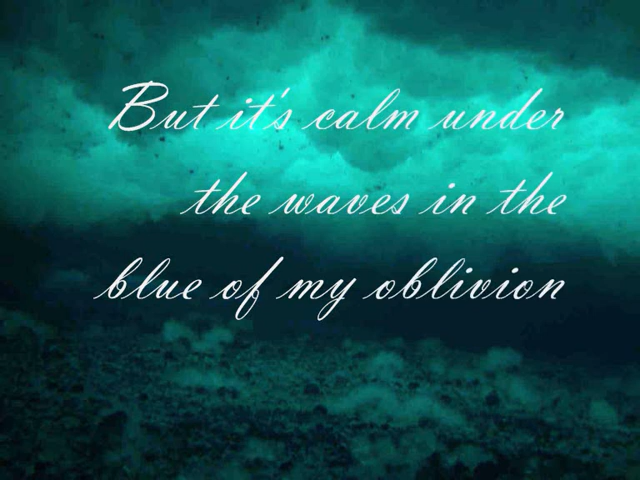 But it's calm under
the waves in the
blue of my oblivion